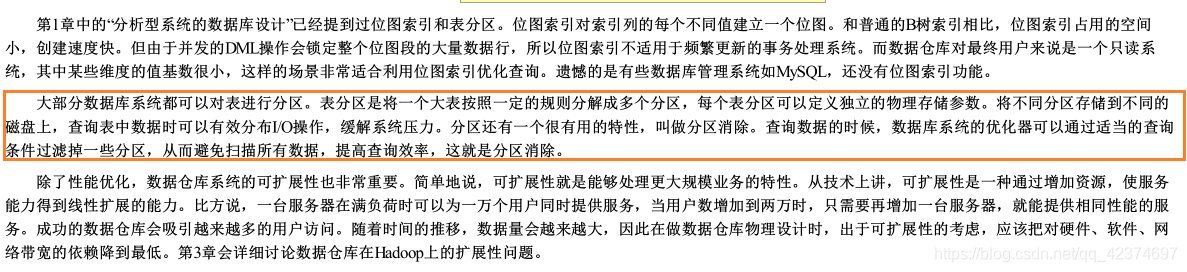 第1章中的“分析型系统的数据库设计”已经提到过位图索引和表分区。位图索引对索引列的每个不同值建立一个位图。和普通的B树索引相比，位图索引占用的空间
小，创建速度快。但由于并发的DML操作会锁定整个位图段的大量数据行，所以位图索引不适用于频繁更新的事务处理系统。而数据仓库对最终用户来说是一个只读系
统，其中某些维度的值基数很小，这样的场景非常适合利用位图索引优化查询。遗憾的是有些数据库管理系统如MySQL，还没有位图索引功能。
大部分数据库系统都可以对表进行分区。表分区是将一个大表按照一定的规则分解成多个分区，每个表分区可以定义独立的物理存储参数。将不同分区存储到不同的
磁盘上，查询表中数据时可以有效分布I/O操作，缓解系统压力。分区还有一个很有用的特性，叫做分区消除。查询数据的时候，数据库系统的优化器可以通过适当的查询
条件过滤掉一些分区，从而避免扫描所有数据，提高查询效率，这就是分区消除。
除了性能优化，数据仓库系统的可扩展性也非常重要。简单地说，可扩展性就是能够处理更大规模业务的特性。从技术上讲，可扩展性是一种通过增加资源，使服务
能力得到线性扩展的能力。比方说，一台服务器在满负荷时可以为一万个用户同时提供服务，当用户数增加到两万时，只需要再增加一台服务器，就能提供相同性能的服
务。成功的数据仓库会吸引越来越多的用户访问。随着时间的推移，数据量会越来越大，因此在做数据仓库物理设计时，出于可扩展性的考虑，应该把对硬件、软件、网
络带宽的依赖降到最低。第3章会详细讨论数据仓库在Hadoop上的扩展性问题。
https://blog.csdn.net/qq_42374697